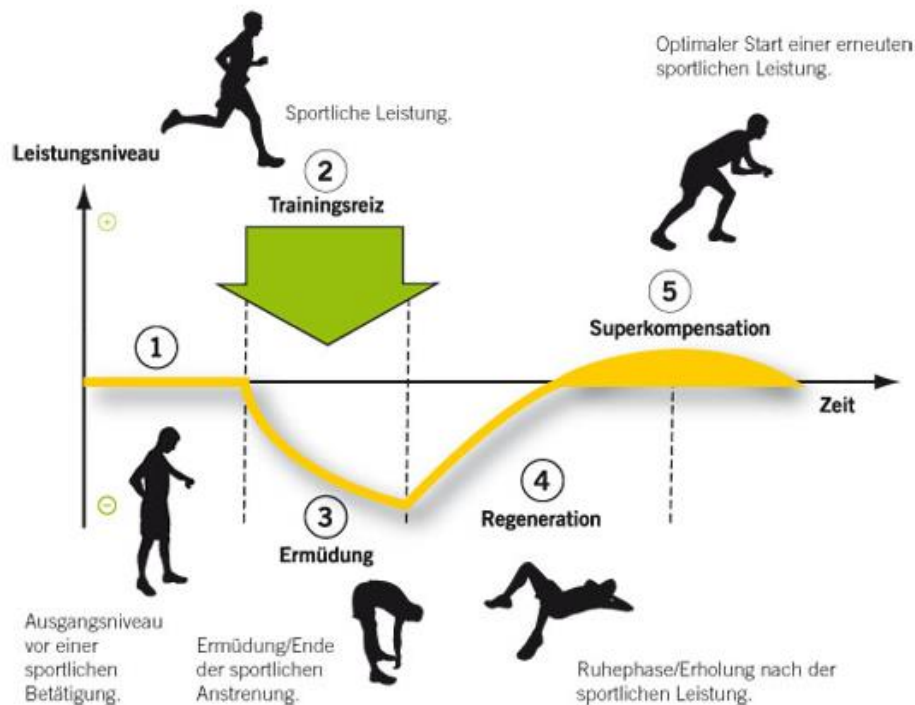 Optimaler Start einer erneuten
sportlichen Leistung.
Sportliche Leistung.
Leistungsniveau
2
Trainingsreiz
+
5
Superkompensation
1
Zeit
−
3
Ermüdung
4
Regeneration
Ausgangsniveau
vor einer
sportlichen
Betätigung.
Ermüdung/Ende
der sportlichen
Anstrenung.
Ruhephase/Erholung nach der
sportlichen Leistung.